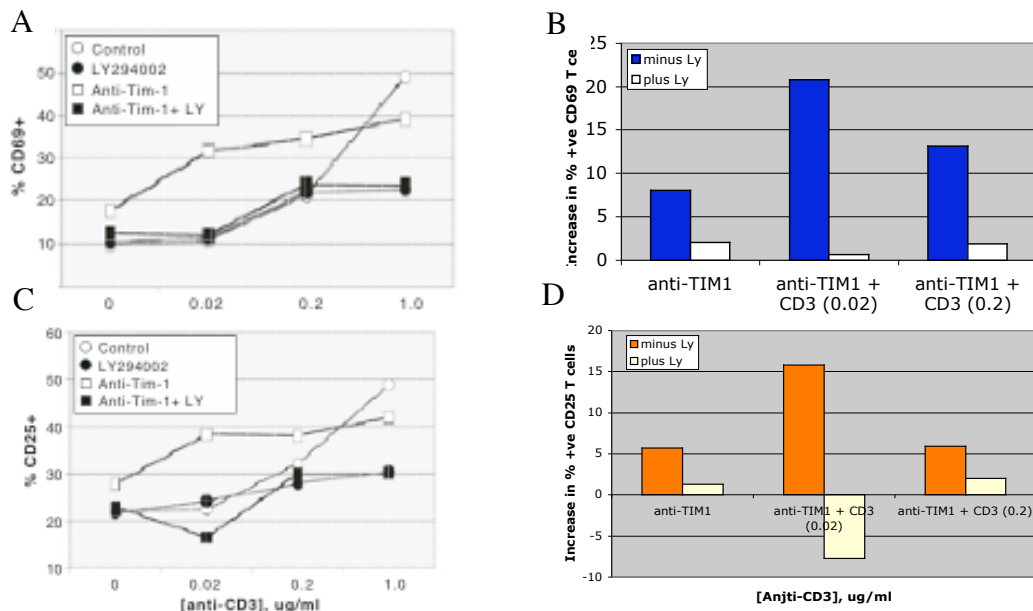 A
% CD69+
60
50
40
30
20
10
Control
LY294002
Anti-Tim-1
Anti-Tim-1+ LY
0 0.02 0.2 1.0
B
Increase in % +ve CD69 T ce
25
20
15
10
5
0
minus Ly
plus Ly
anti-TIM1
anti-TIM1 +
CD3 (0.02)
anti-TIM1 +
CD3 (0.2)
C
% CD25+
60
50
40
30
20
10
Control
LY294002
Anti-Tim-1
Anti-Tim-1+ LY
0 0.02 0.2 1.0
[anti-CD3], ug/ml
D
Increase in % +ve CD25 T cells
20
15
10
5
0
-5
-10
minus Ly
plus Ly
anti-TIM1
anti-TIM1 + CD3
(0.02)
anti-TIM1 + CD3 (0.2)
[Anjti-CD3], ug/ml